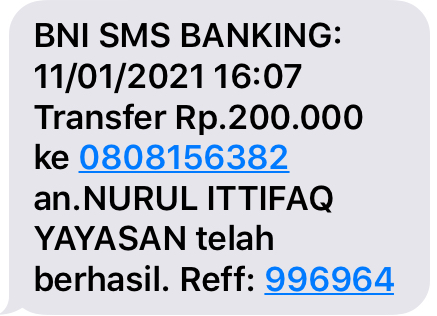 BNI SMS BANKING:
11/01/2021 16:07
Transfer Rp.200.000
ke 0808156382
an.NURUL ITTIFAQ
YAYASAN telah
berhasil. Reff: 996964